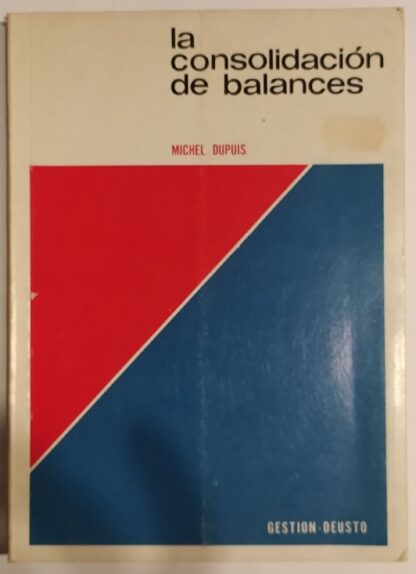 la
consolidación
de balances
MICHEL DUPUIS
GESTION-DEUSTO